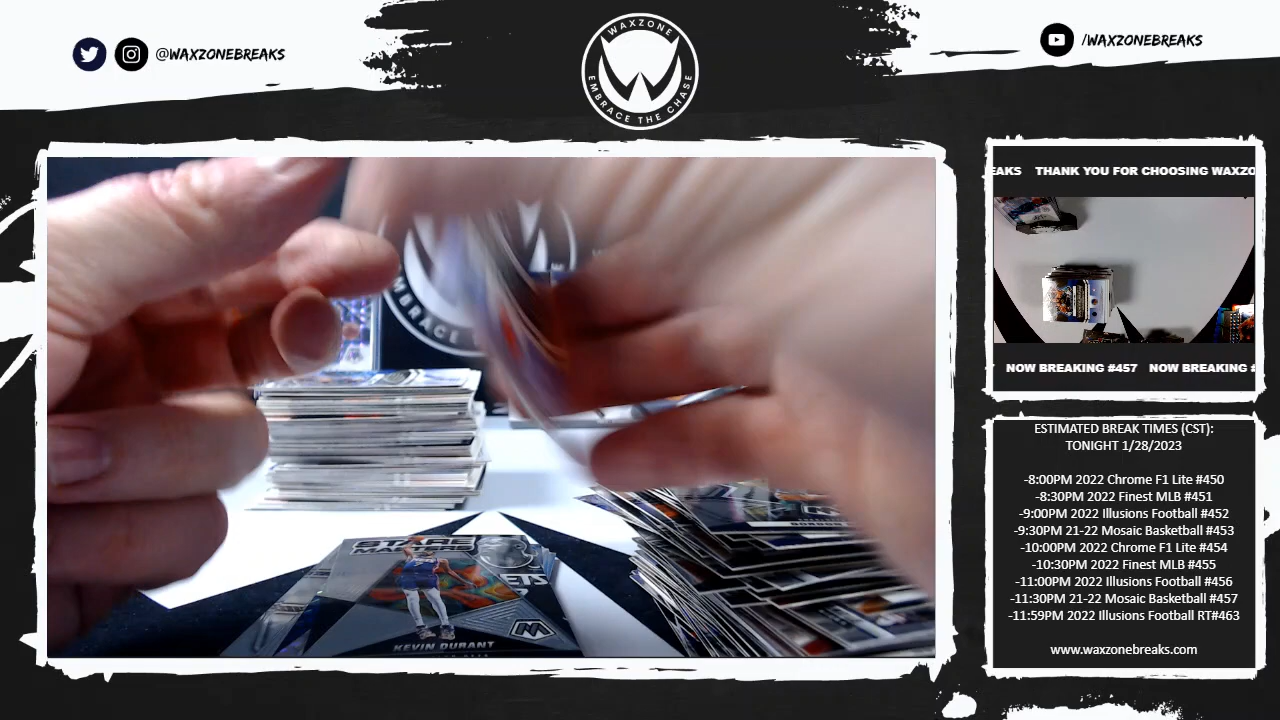 @WAXZONEBREAKS
WAXZONE
EMBRACE THE CHASE
/WAXZONEBREAKS
EAKS THANK YOU FOR CHOOSING WAXZO
NOW BREAKING #457 NOW BREAKING #
ESTIMATED BREAK TIMES (CST):
TONIGHT 1/28/2023
-8:00PM 2022 Chrome F1 Lite #450
-8:30PM 2022 Finest MLB #451
-9:00PM 2022 Illusions Football #452
-9:30PM 21-22 Mosaic Basketball #453
-10:00PM 2022 Chrome F1 Lite #454
-10:30PM 2022 Finest MLB #455
-11:00PM 2022 Illusions Football #456
-11:30PM 21-22 Mosaic Basketball #457
-11:59PM 2022 Illusions Football RT#463
www.waxzonebreaks.com
MBRACE
STARE
MASTERS
KEVIN DURANT